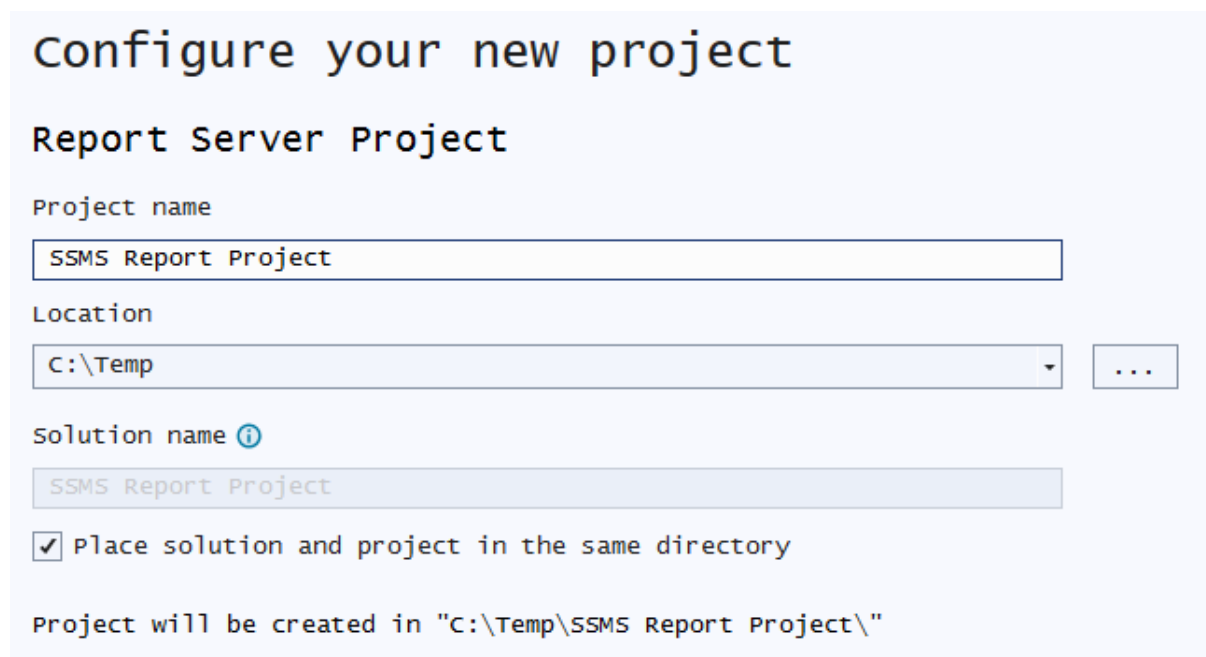 Configure your new project
Report Server Project
Project name
SSMS Report Project
Location
C:\Temp
...
Solution name
SSMS Report Project
Place solution and project in the same directory
Project will be created in "C:\Temp\SSMS Report Project\"